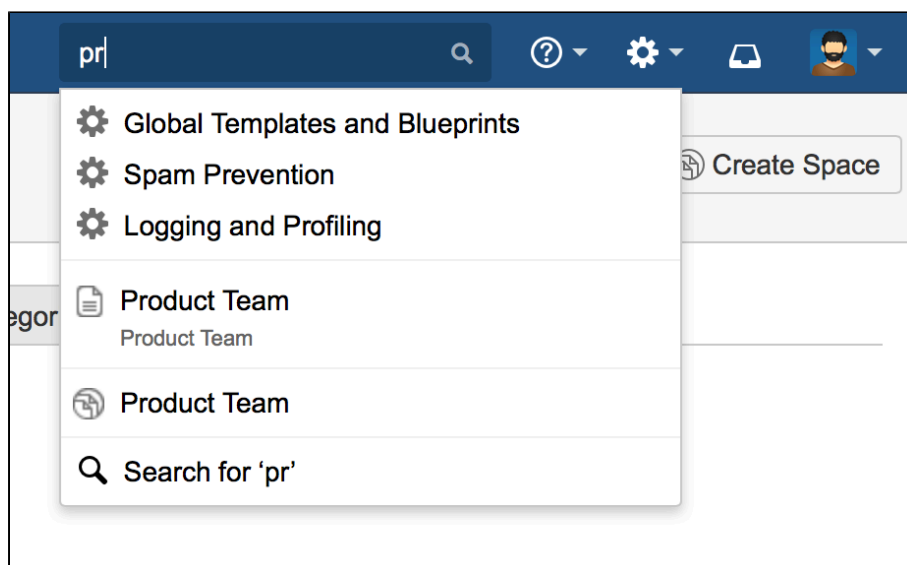 pr
Global Templates and Blueprints
Spam Prevention
Create Space
Logging and Profiling
Product Team
egor
Product Team
Product Team
Search for ‘pr’